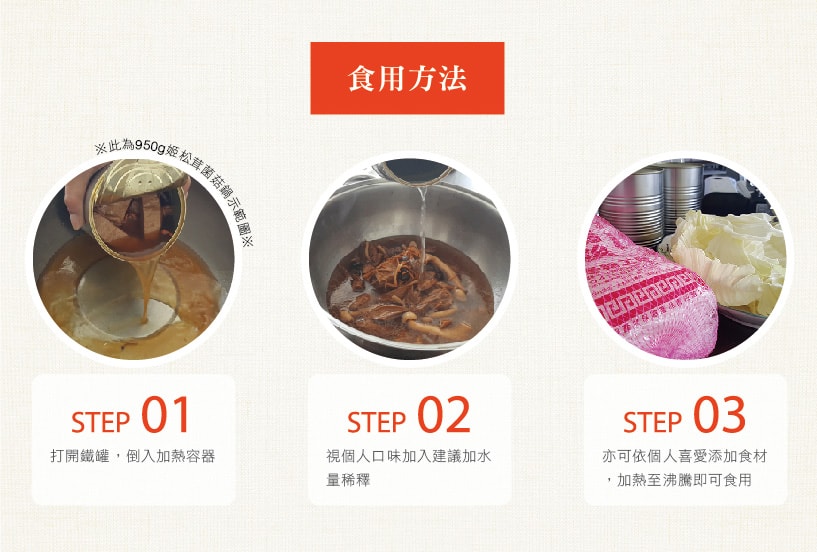 食用方法
※此為950g姬松茸菌菇鍋示範圖※
STEP 01
打開鐵罐，倒入加熱容器
STEP 02
視個人口味加入建議加水
量稀釋
STEP 03
亦可依個人喜愛添加食材
，加熱至沸騰即可食用